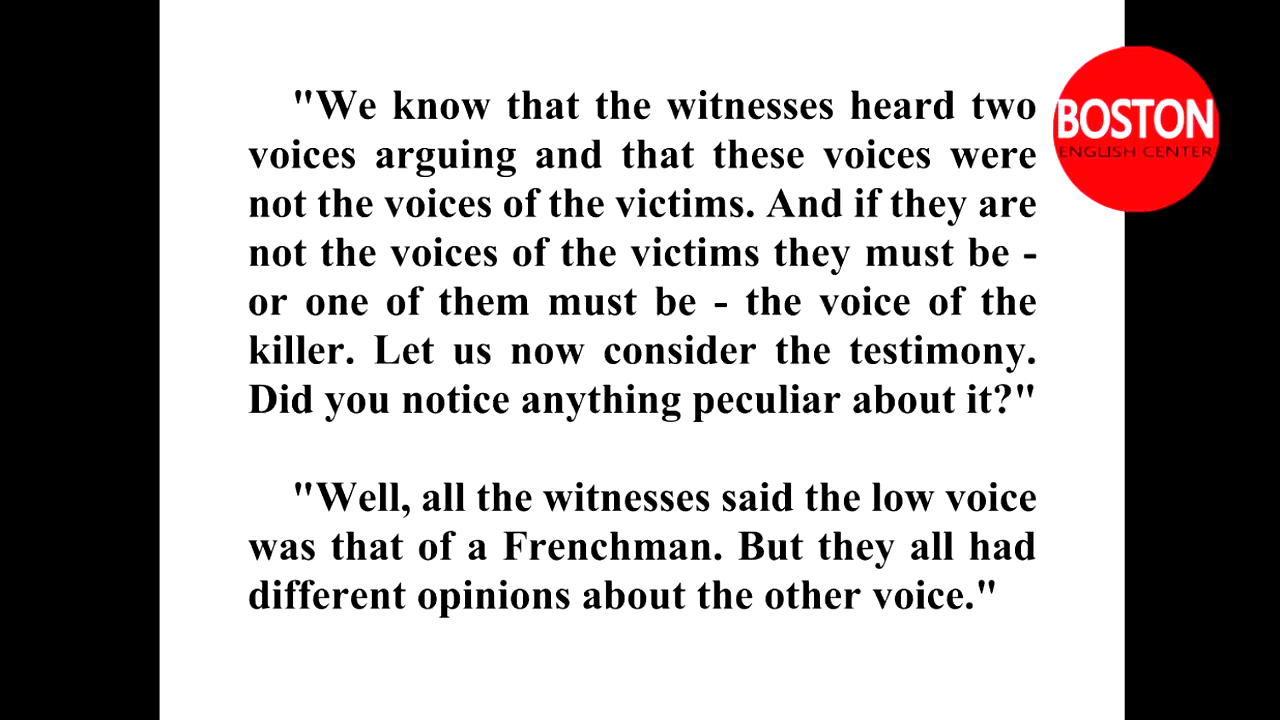 "We know that the witnesses heard two
voices arguing and that these voices were
not the voices of the victims. And if they are
not the voices of the victims they must be -
or one of them must be - the voice of the
killer. Let us now consider the testimony.
Did you notice anything peculiar about it?"
"Well, all the witnesses said the low voice
was that of a Frenchman. But they all had
different opinions about the other voice."
BOSTON
ENGLISH CENTER